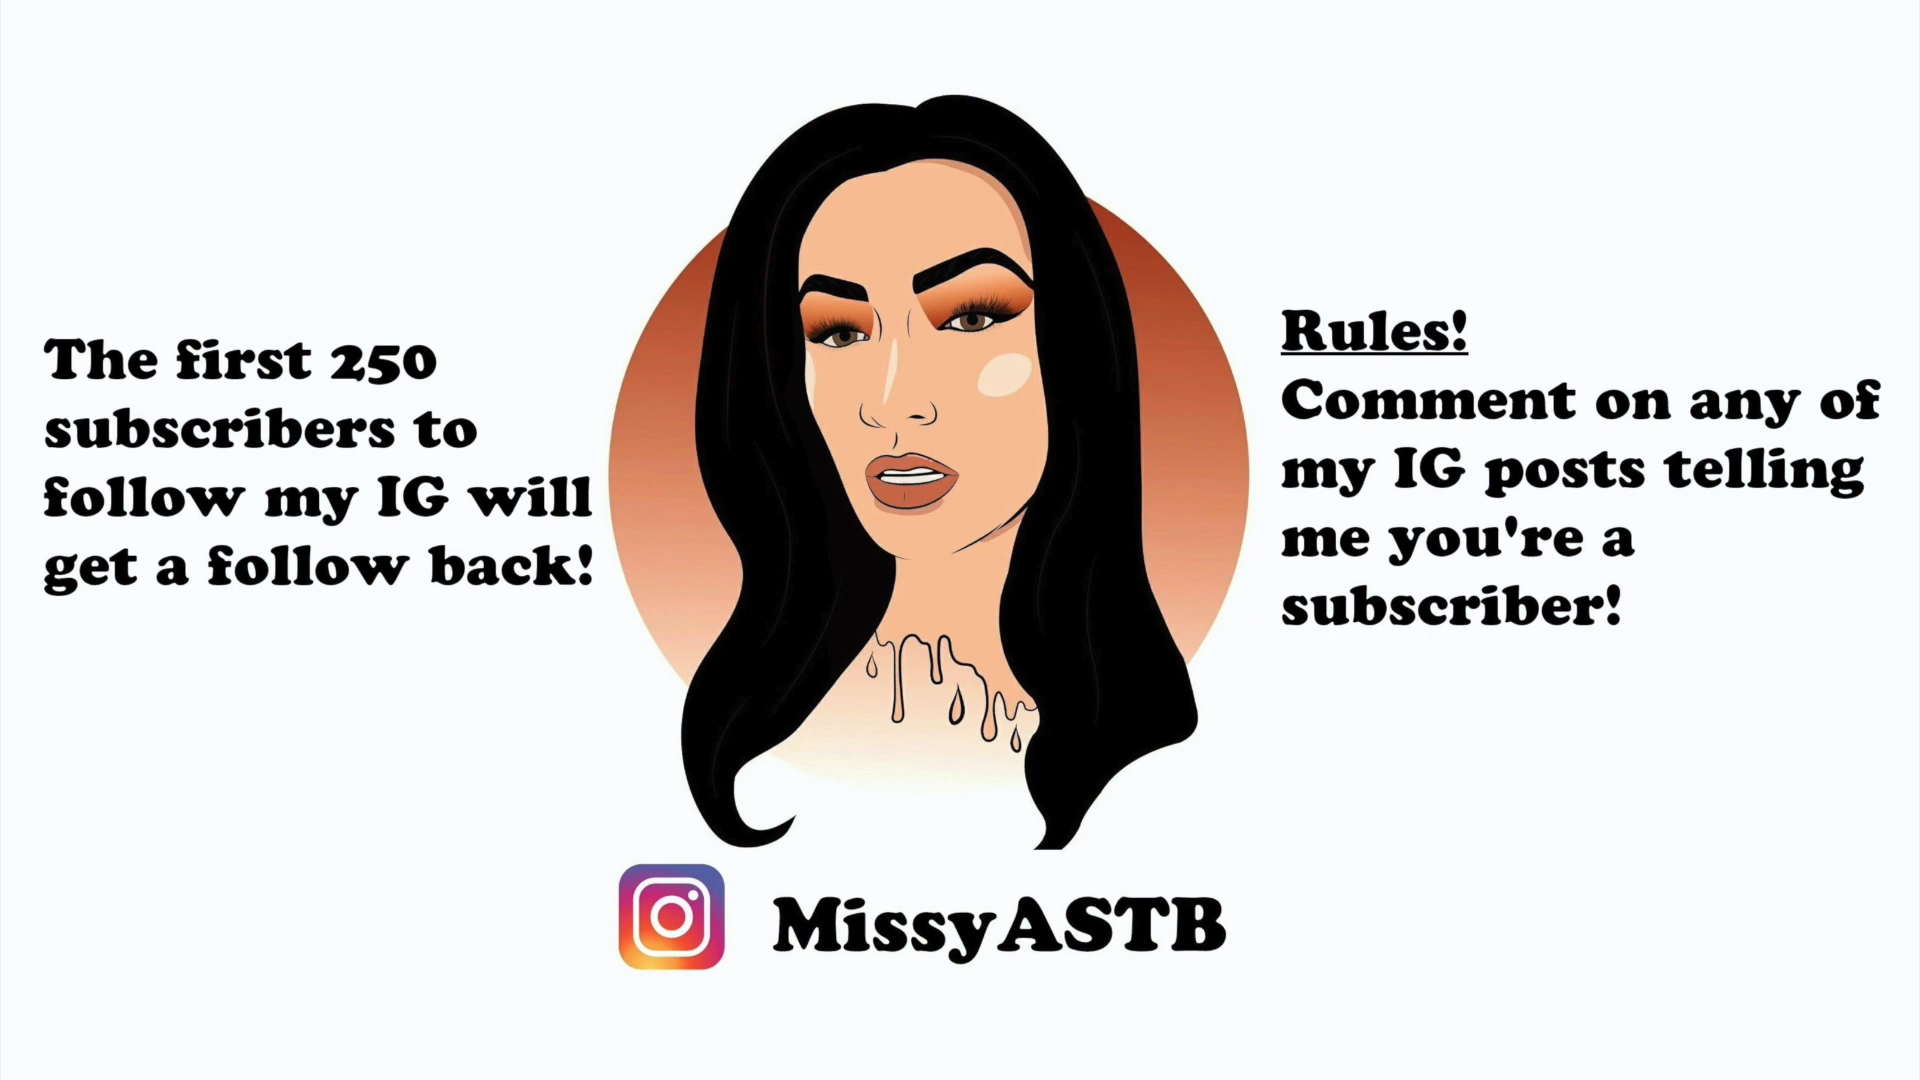 The first 250
subscribers to
follow my IG will
get a follow back!
Rules!
Comment on any of
my IG posts telling
me you're a
subscriber!
MissyASTB